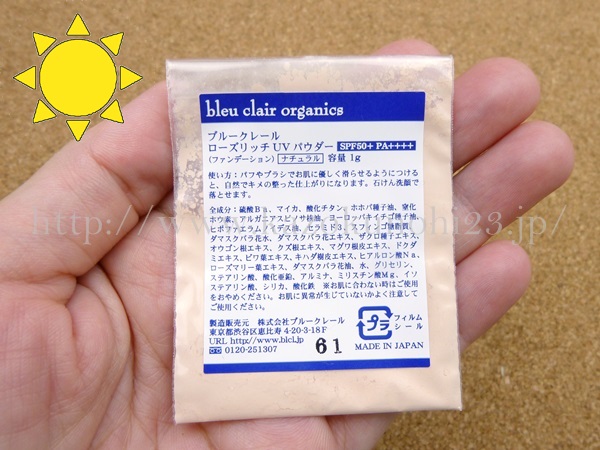 bleu clair organics
ブルークレール
ローズリッチ UV パウダー SPF50+ PA++++
(ファンデーション) ナチュラル 容量 1g
使い方：パフやブラシでお肌に優しく滑らせるようにつける
と、自然でキメの整った仕上がりになります。石けん洗顔で
落とせます。
全成分：硫酸Ba、マイカ、酸化チタン、ホホバ種子油、窒化
ホウ素、アルガニアスピノサ核油、ヨーロッパキイチゴ種子油、
ヒポファエラムノイデス油、セラミド3、
ダマスクバラ花水、ダマスクバラ花エキス、ザクロ種子エキス、
オウゴン根エキス、クズ根エキス、マグワ根皮エキス、ドクダ
ミエキス、ビワ葉エキス、キハダ樹皮エキス、ヒアルロン酸Na、
ローズマリー葉エキス、ダマスクバラ花油、水、グリセリン、
ステアリン酸、酸化亜鉛、アルミナ、ミリスチン酸Mg、イソ
ステアリン酸、シリカ、酸化鉄 ※お肌に合わない時はご使用
をおやめください。お肌に異常が生じていないかよく注意して
ご使用ください。
製造販売元 株式会社ブルークレール
東京都渋谷区恵比寿 4-20-3-18F
URL http://www.blcl.jp
0120-251307
61
プラ
フィルム
シール
MADE IN JAPAN